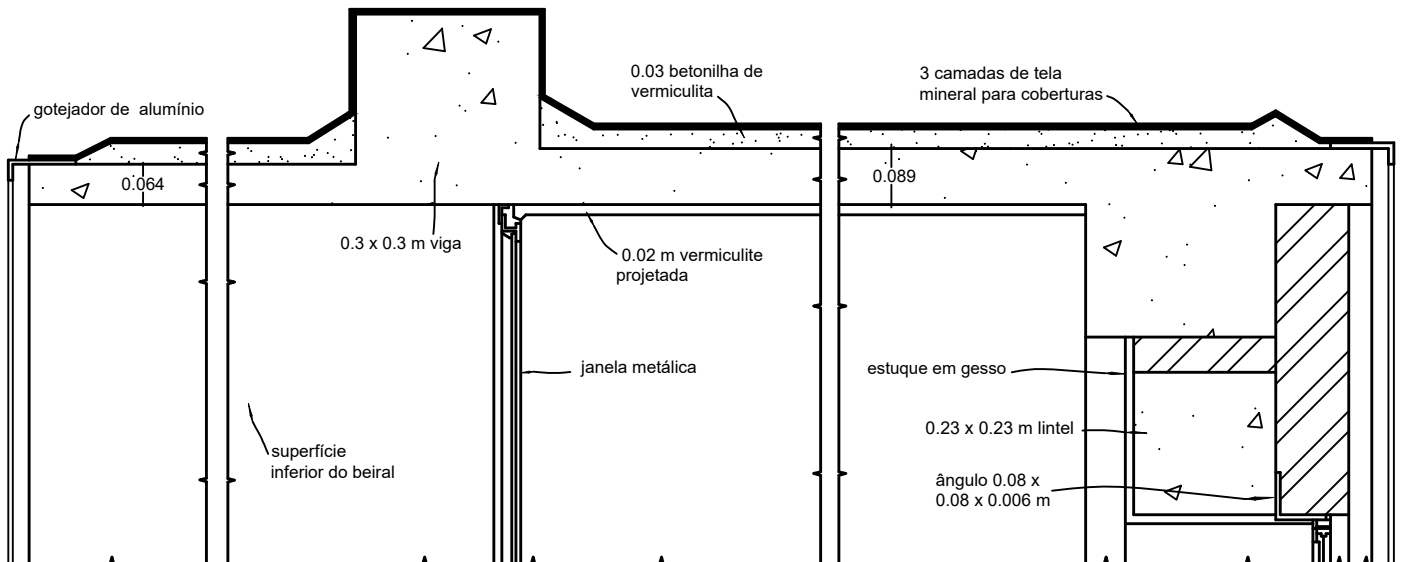 gotejador de alumínio
0.03 betonilha de
vermiculita
3 camadas de tela
mineral para coberturas
0.064
0.089
0.3 x 0.3 m viga
0.02 m vermiculite
projetada
janela metálica
estuque em gesso
0.23 x 0.23 m lintel
superfície
inferior do beiral
ângulo 0.08 x
0.08 x 0.006 m